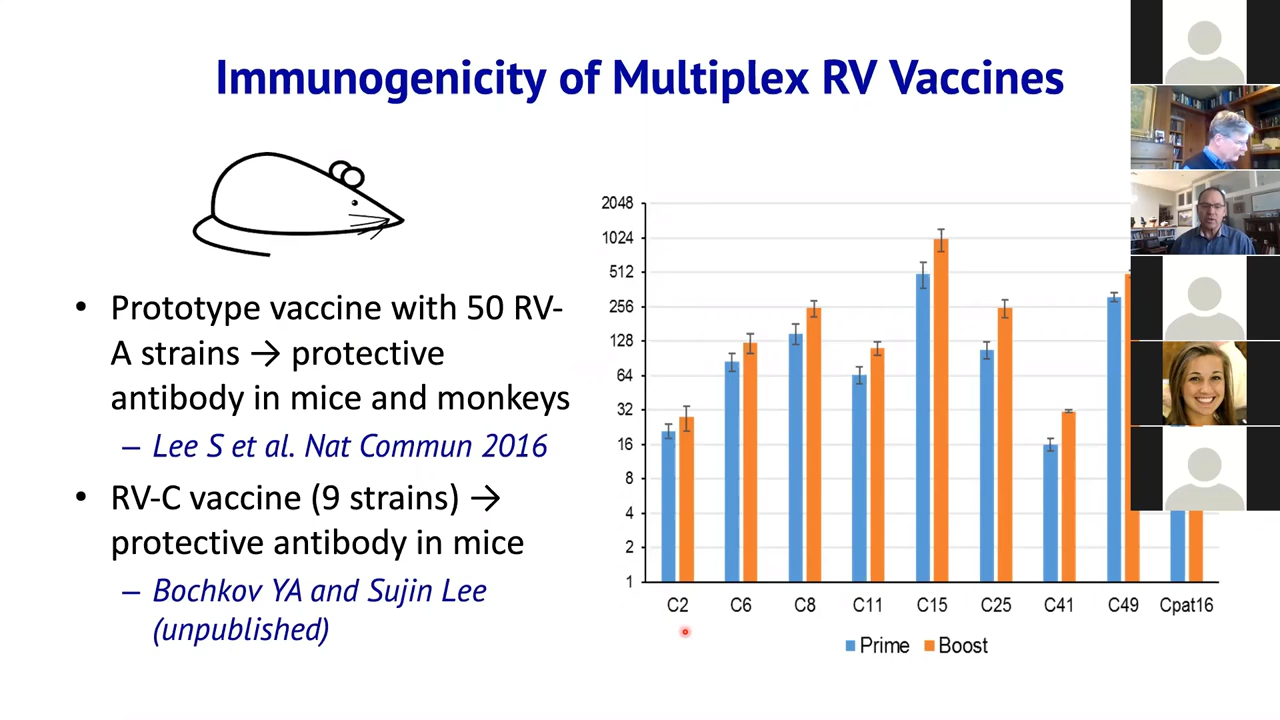 Immunogenicity of Multiplex RV Vaccines
• Prototype vaccine with 50 RV-
A strains → protective
antibody in mice and monkeys
– Lee S et al. Nat Commun 2016
• RV-C vaccine (9 strains) →
protective antibody in mice
– Bochkov YA and Sujin Lee
(unpublished)
2048
1024
512
256
128
64
32
16
8
4
2
1
C2 C6 C8 C11 C15 C25 C41 C49 Cpat16
Prime Boost